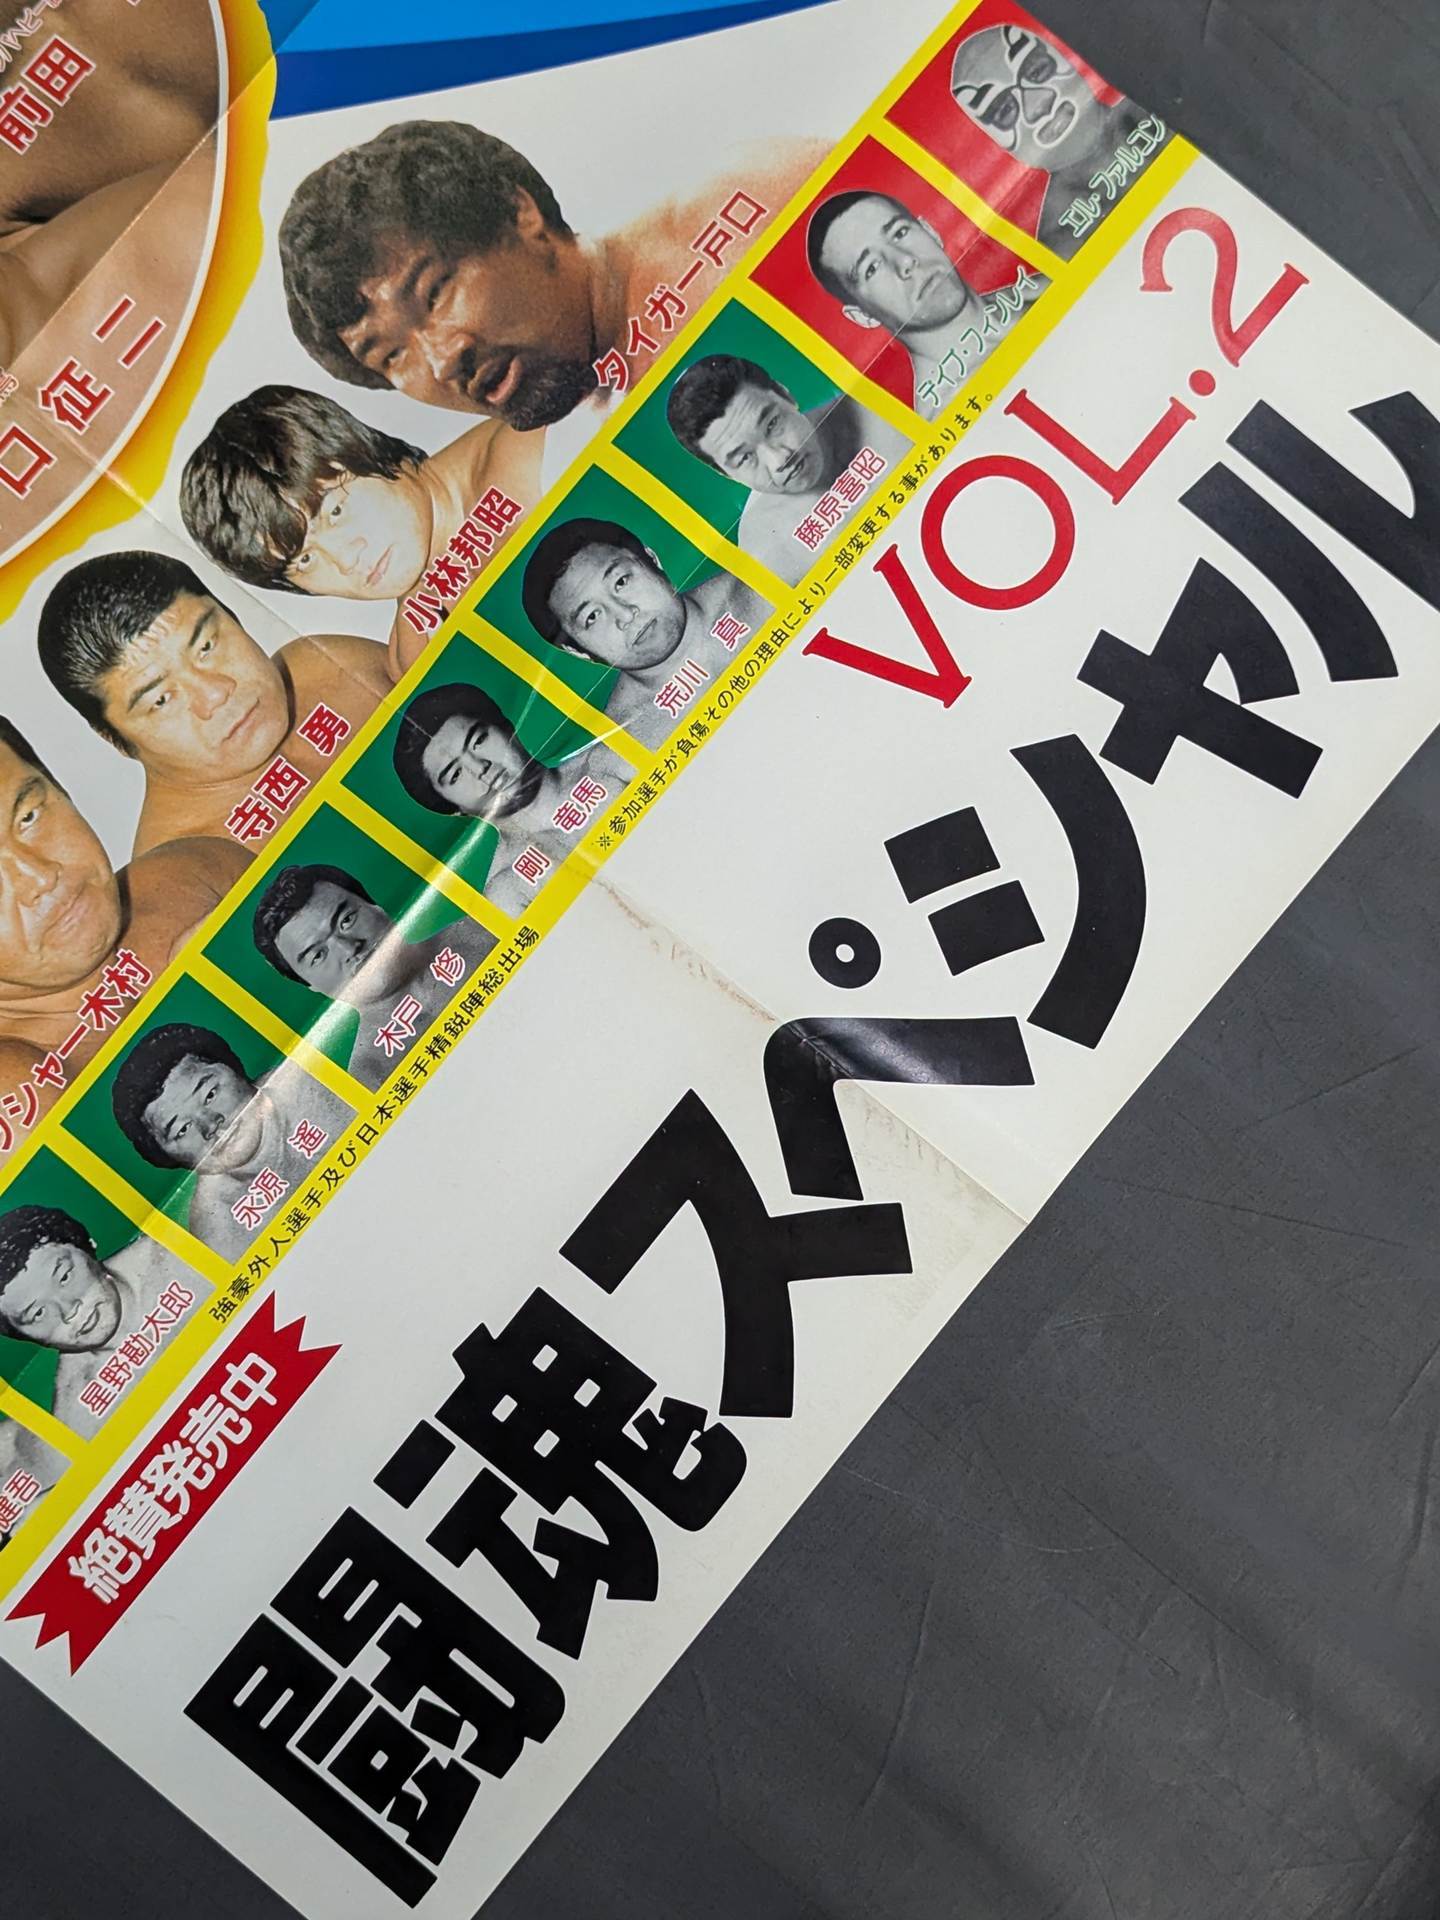 前田
口 征二
タイガー戸口
小林邦昭
寺西 勇
シャー木村
エル・ファルコン
デイブ・フィンレイ
藤原喜昭
荒川 真
剛 竜馬
木戸 修
永源 遙
星野勘太郎
健吾
※参加選手が負傷その他の理由により一部変更する事があります。
強豪外人選手及び日本選手精鋭陣総出場
絶賛発売中
VOL.2
闘魂スペシャル